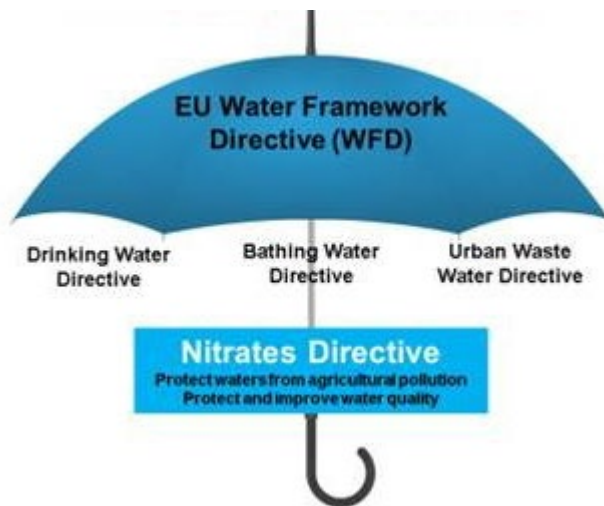 EU Water Framework
Directive (WFD)
Drinking Water
Directive
Bathing Water
Directive
Urban Waste
Water Directive
Nitrates Directive
Protect waters from agricultural pollution
Protect and improve water quality